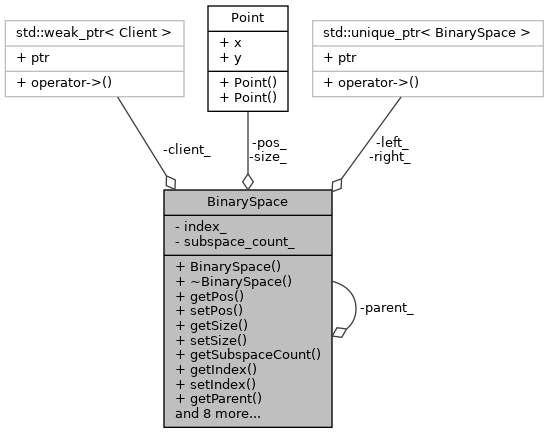 std::weak_ptr< Client >
+ ptr
+ operator->()
Point
+ x
+ y
+ Point()
+ Point()
std::unique_ptr< BinarySpace >
+ ptr
+ operator->()
-client_
-pos_
-size_
-left_
-right_
BinarySpace
- index_
- subspace_count_
+ BinarySpace()
+ ~BinarySpace()
+ getPos()
+ setPos()
+ getSize()
+ setSize()
+ getSubspaceCount()
+ getIndex()
+ setIndex()
+ getParent()
and 8 more...
-parent_